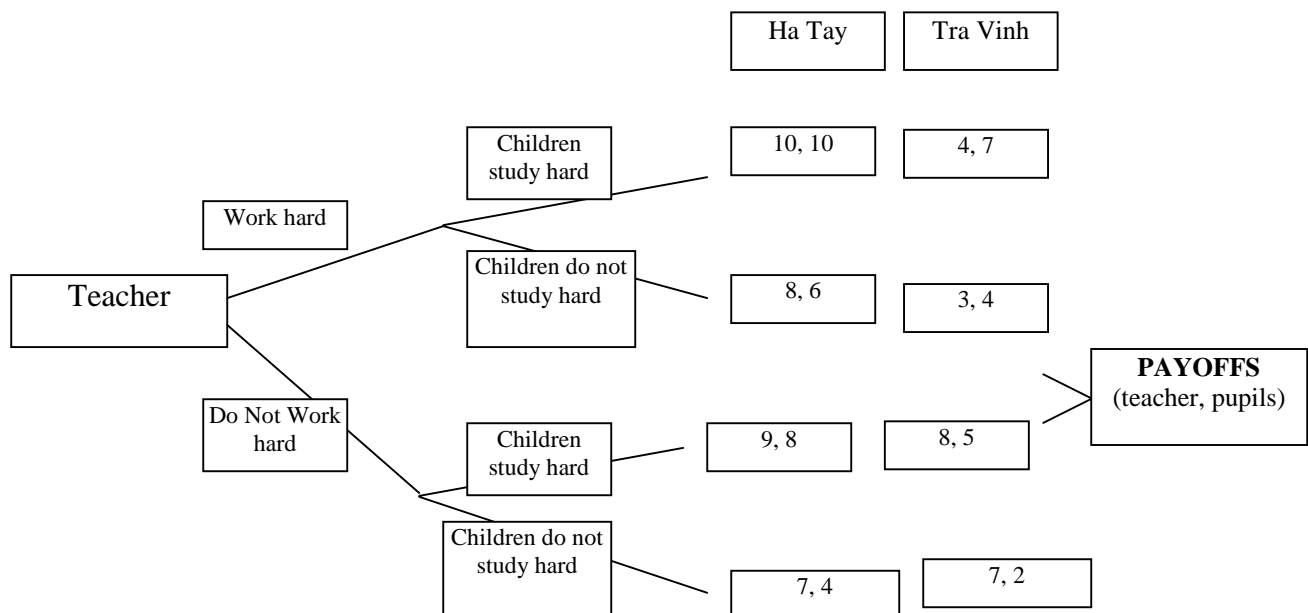 Ha Tay
Tra Vinh
Children
study hard
10, 10
4, 7
Work hard
Children do not
study hard
8, 6
3, 4
Teacher
PAYOFFS
(teacher, pupils)
Do Not Work
hard
Children
study hard
9, 8
8, 5
Children do not
study hard
7, 4
7, 2